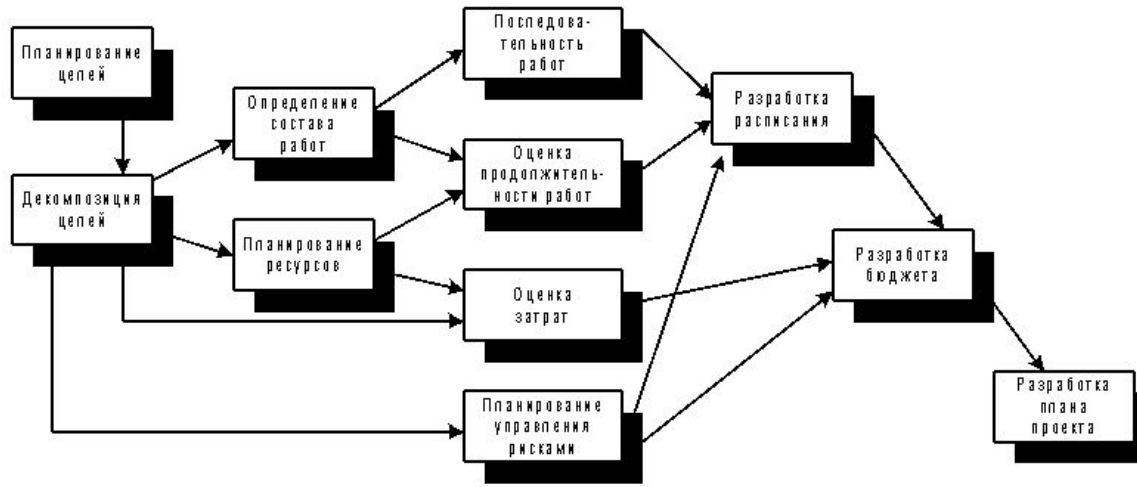 Планирование
целей
Декомпозиция
целей
Определение
состава
работ
Планирование
ресурсов
Последова-
тельность
работ
Оценка
продолжитель-
ности работ
Оценка
затрат
Планирование
управления
рисками
Разработка
расписания
Разработка
бюджета
Разработка
плана
проекта